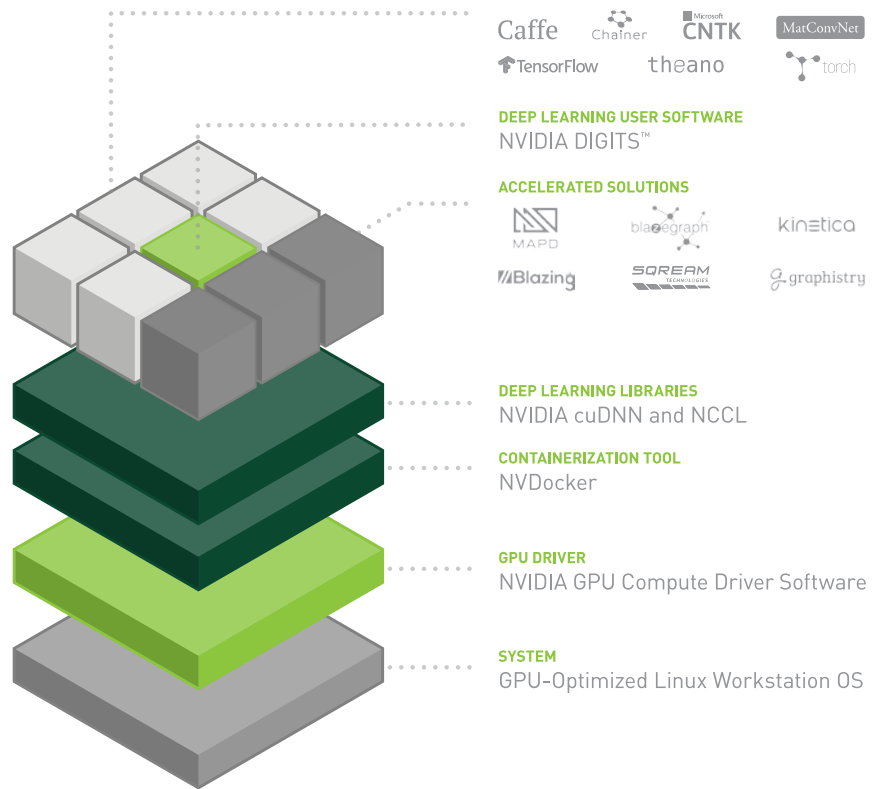 Caffe Chainer Microsoft CNTK MatConvNet
TensorFlow theano torch
DEEP LEARNING USER SOFTWARE
NVIDIA DIGITS™
ACCELERATED SOLUTIONS
MAPD blazegraph kinetica
Blazing SQREAM TECHNOLOGIES graphistry
DEEP LEARNING LIBRARIES
NVIDIA cuDNN and NCCL
CONTAINERIZATION TOOL
NVDocker
GPU DRIVER
NVIDIA GPU Compute Driver Software
SYSTEM
GPU-Optimized Linux Workstation OS